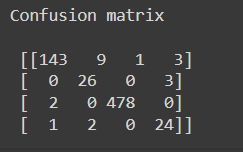 Confusion matrix
[[143 9 1 3]
[ 0 26 0 3]
[ 2 0 478 0]
[ 1 2 0 24]]